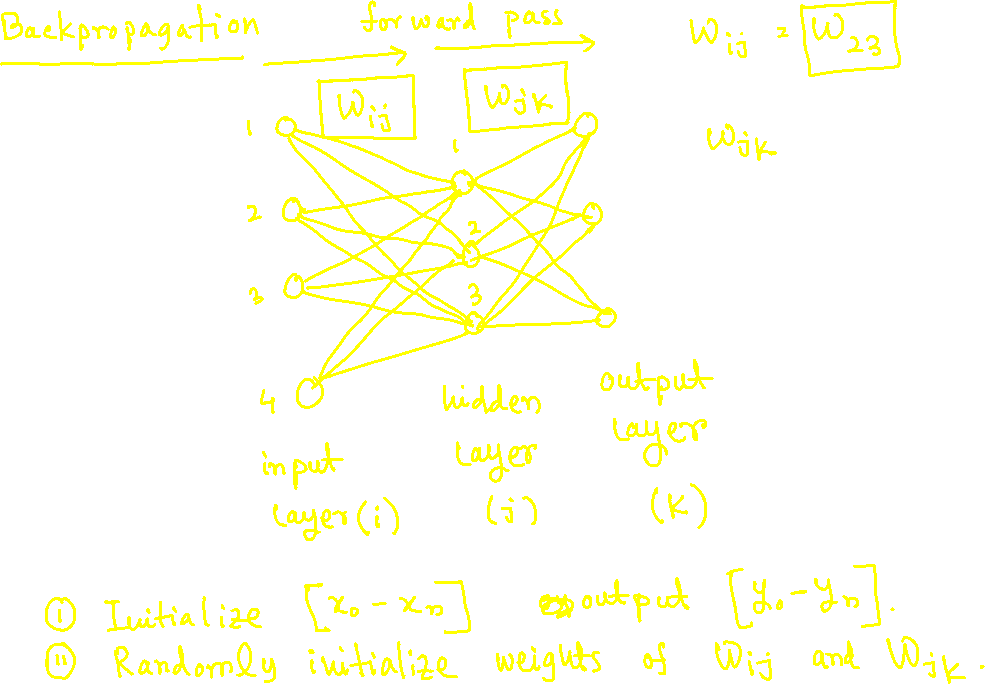 Backpropagation
forward pass
Wij = W23
Wij
Wjk
Wjk
1
1
2
2
3
3
4
input
layer (i)
hidden
layer
(j)
output
layer
(k)
① Initialize [x₀ - xₙ] output [y₀ - yₙ].
⑪ Randomly initialize weights of Wij and Wjk.